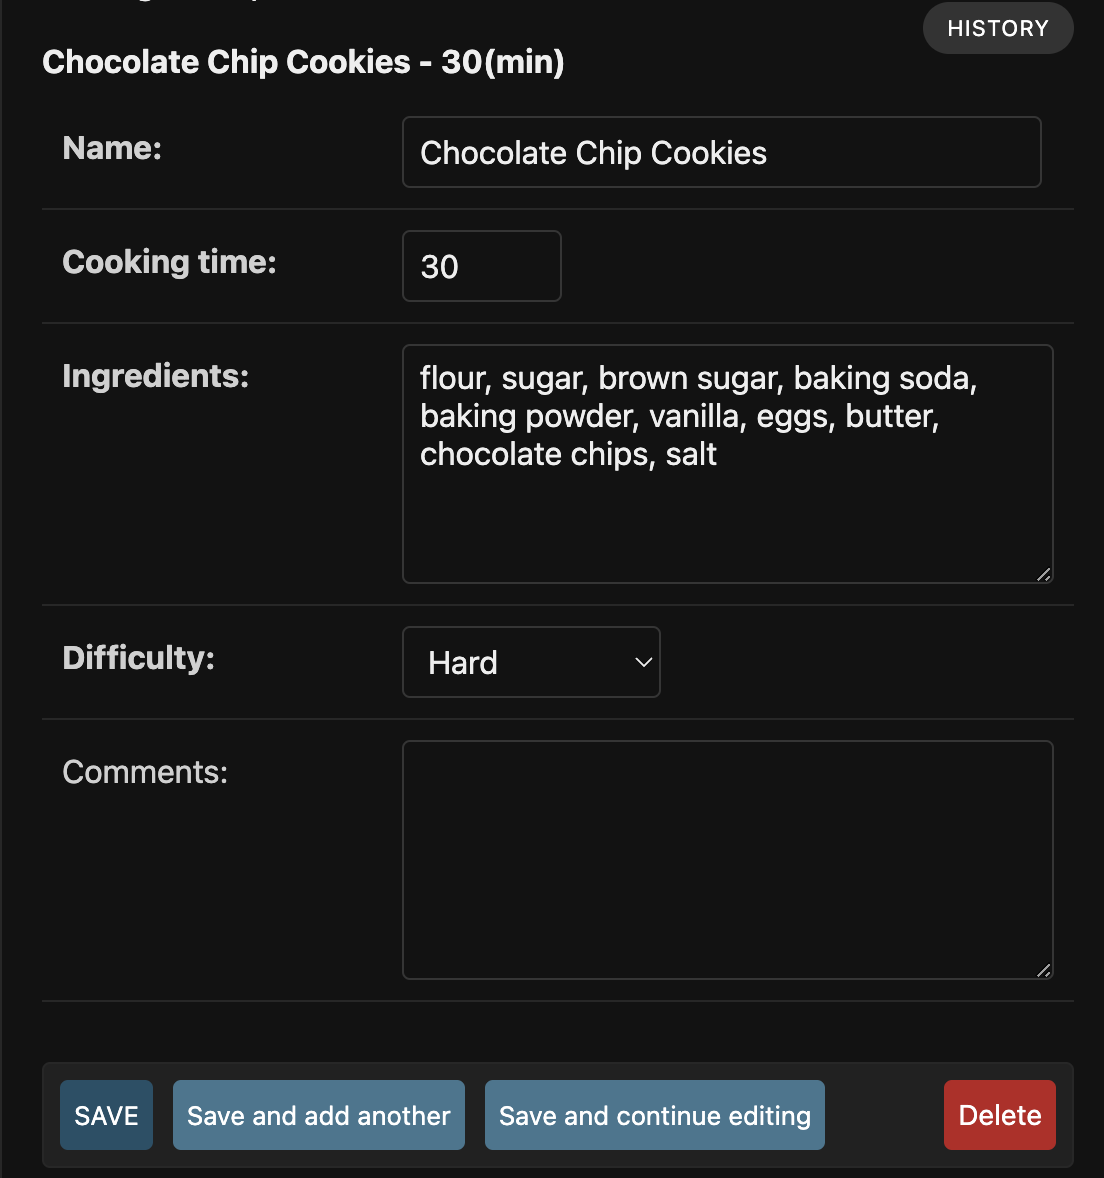 HISTORY
Chocolate Chip Cookies - 30(min)
Name:
Chocolate Chip Cookies
Cooking time:
30
Ingredients:
flour, sugar, brown sugar, baking soda,
baking powder, vanilla, eggs, butter,
chocolate chips, salt
Difficulty:
Hard
Comments:
SAVE
Save and add another
Save and continue editing
Delete